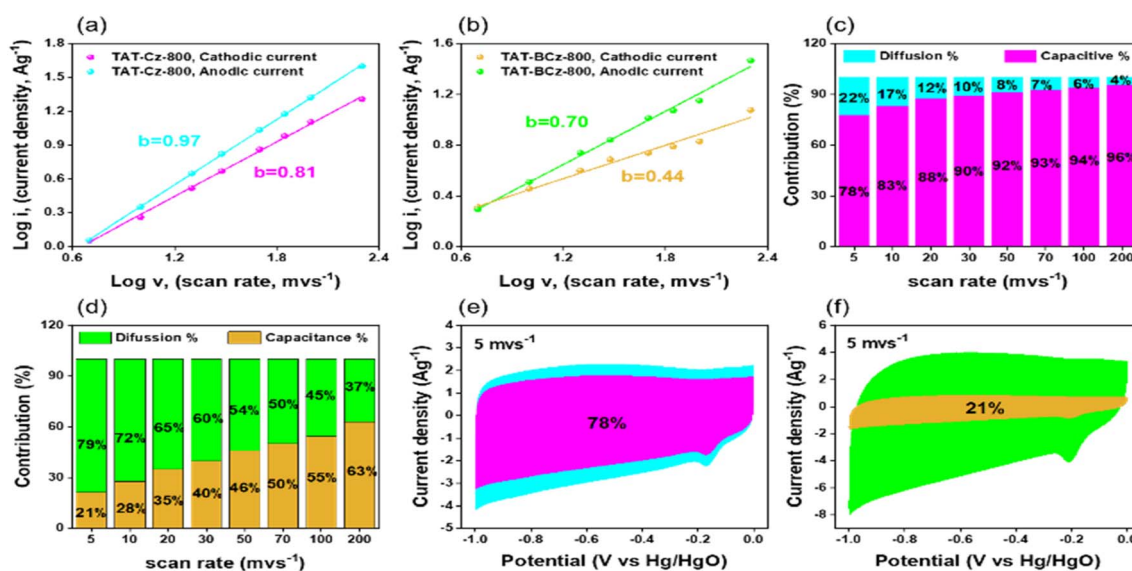 (a)
TAT-Cz-800, Cathodic current
TAT-Cz-800, Anodic current
b=0.97
b=0.81
1.8
1.5
1.2
0.9
0.6
0.3
0.0
0.6 1.2 1.8 2.4
Log i, (current density, Ag⁻¹)
Log v, (scan rate, mvs⁻¹)
(b)
TAT-BCz-800, Cathodic current
TAT-BCz-800, Anodic current
b=0.70
b=0.44
1.6
1.2
0.8
0.4
0.0
0.6 1.2 1.8 2.4
Log i, (current density, Ag⁻¹)
Log v, (scan rate, mvs⁻¹)
(c)
Diffusion % Capacitive %
120
90
60
30
0
22% 17% 12% 10% 8% 7% 6% 4%
78% 83% 88% 90% 92% 93% 94% 96%
5 10 20 30 50 70 100 200
Contribution (%)
scan rate (mvs⁻¹)
(d)
Difussion % Capacitance %
120
90
60
30
0
79% 72% 65% 60% 54% 50% 45% 37%
21% 28% 35% 40% 46% 50% 55% 63%
5 10 20 30 50 70 100 200
Contribution (%)
scan rate (mvs⁻¹)
(e)
5 mvs⁻¹
78%
4
3
2
1
0
-1
-2
-3
-4
-5
-1.0 -0.8 -0.6 -0.4 -0.2 0.0
Current density (Ag⁻¹)
Potential (V vs Hg/HgO)
(f)
5 mvs⁻¹
21%
6
4
2
0
-2
-4
-6
-8
-1.0 -0.8 -0.6 -0.4 -0.2 0.0
Current density (Ag⁻¹)
Potential (V vs Hg/HgO)